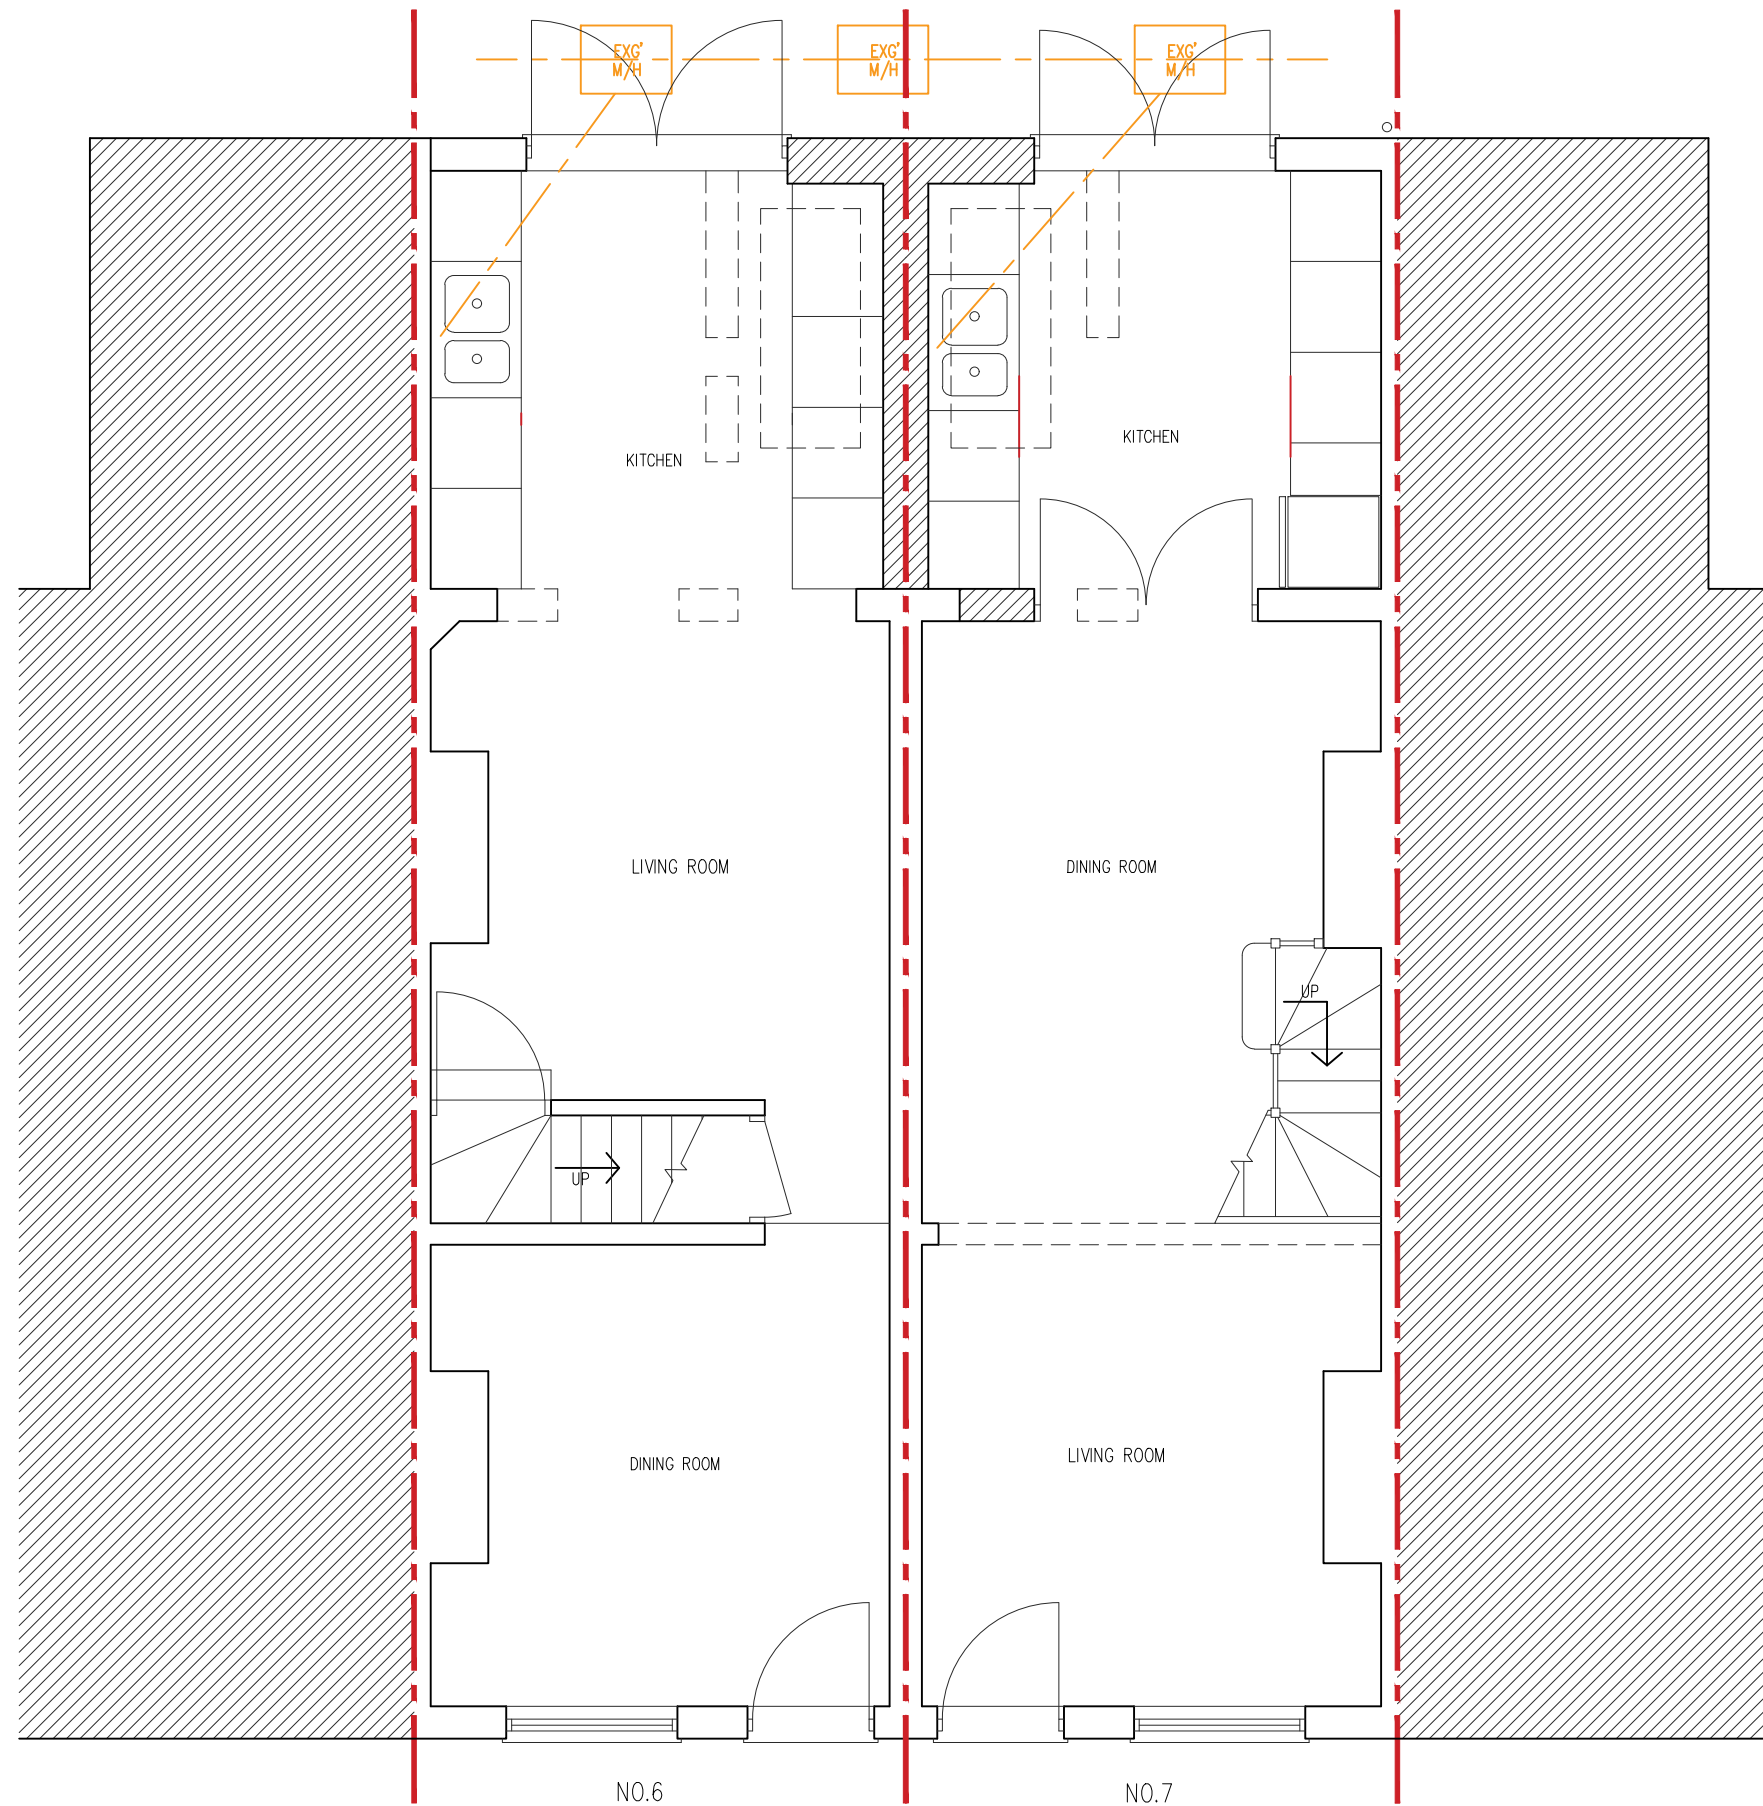 EXG'
M/H
EXG'
M/H
EXG'
M/H
KITCHEN
KITCHEN
LIVING ROOM
DINING ROOM
UP
UP
DINING ROOM
LIVING ROOM
NO.6
NO.7